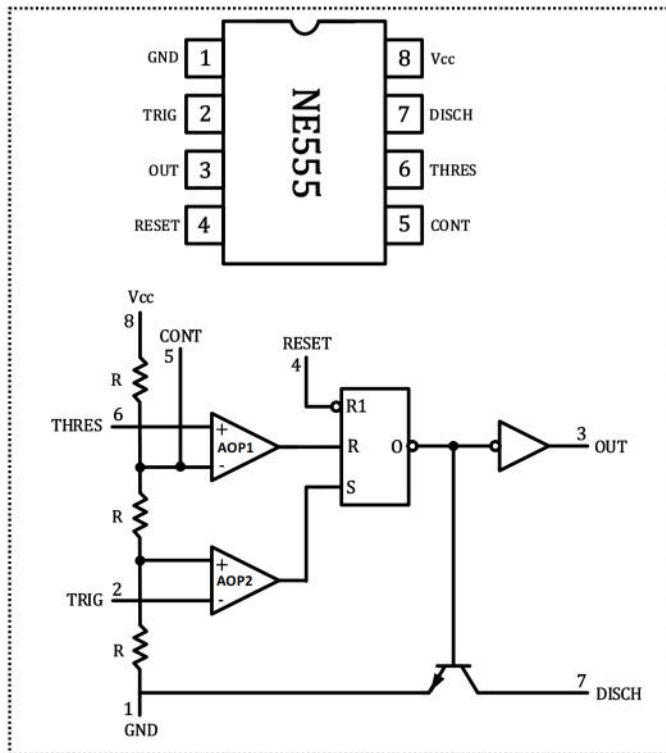 GND 1
TRIG 2
OUT 3
RESET 4
NE555
8 Vcc
7 DISCH
6 THRES
5 CONT
Vcc
8
CONT
5
R
THRES 6
+
AOP1
-
RESET
4
R1
R
S
O
3
OUT
R
+
AOP2
-
TRIG 2
R
1
GND
7
DISCH